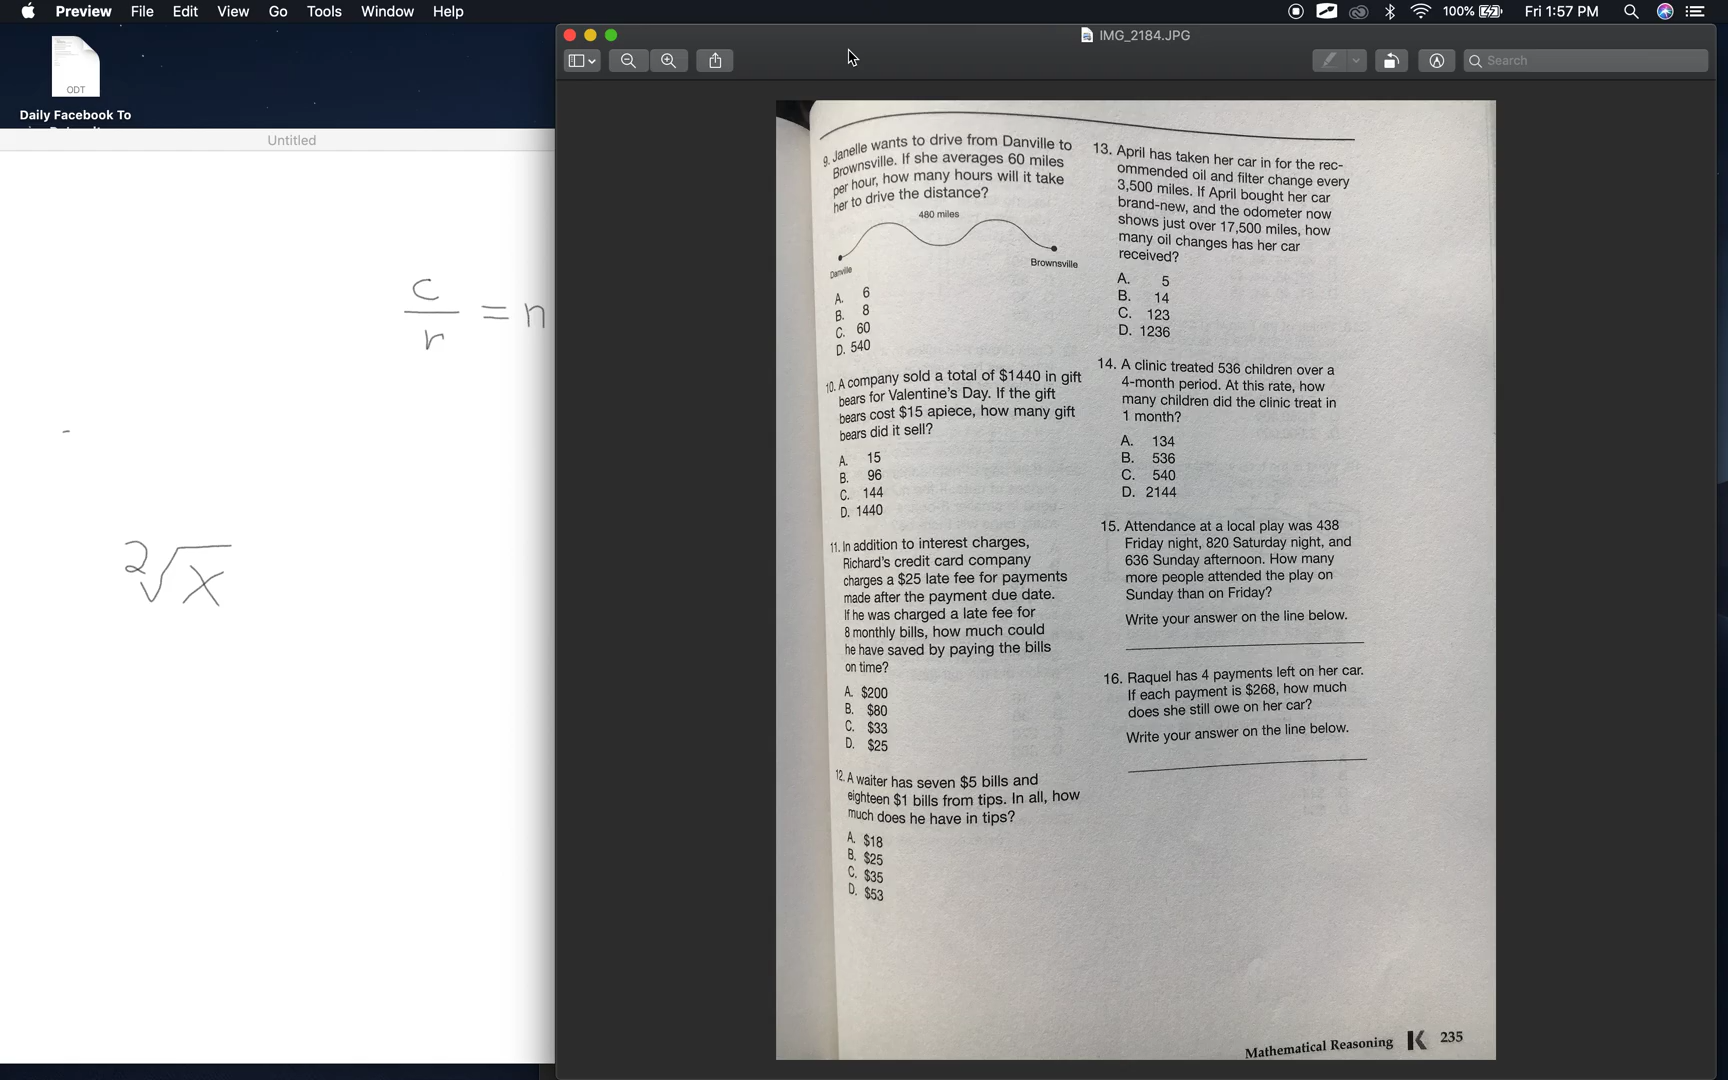 Preview File Edit View Go Tools Window Help
100%
Fri 1:57 PM
ODT
Daily Facebook To
Untitled
c
r
= n
2√x
IMG_2184.JPG
Search
9. Janelle wants to drive from Danville to
Brownsville. If she averages 60 miles
per hour, how many hours will it take
her to drive the distance?
480 miles
Danville
Brownsville
A. 6
B. 8
C. 60
D. 540
10. A company sold a total of $1440 in gift
bears for Valentine's Day. If the gift
bears cost $15 apiece, how many gift
bears did it sell?
A. 15
B. 96
C. 144
D. 1440
11. In addition to interest charges,
Richard's credit card company
charges a $25 late fee for payments
made after the payment due date.
If he was charged a late fee for
8 monthly bills, how much could
he have saved by paying the bills
on time?
A. $200
B. $80
C. $33
D. $25
12. A waiter has seven $5 bills and
eighteen $1 bills from tips. In all, how
much does he have in tips?
A. $18
B. $25
C. $35
D. $53
13. April has taken her car in for the rec-
ommended oil and filter change every
3,500 miles. If April bought her car
brand-new, and the odometer now
shows just over 17,500 miles, how
many oil changes has her car
received?
A. 5
B. 14
C. 123
D. 1236
14. A clinic treated 536 children over a
4-month period. At this rate, how
many children did the clinic treat in
1 month?
A. 134
B. 536
C. 540
D. 2144
15. Attendance at a local play was 438
Friday night, 820 Saturday night, and
636 Sunday afternoon. How many
more people attended the play on
Sunday than on Friday?
Write your answer on the line below.
16. Raquel has 4 payments left on her car.
If each payment is $268, how much
does she still owe on her car?
Write your answer on the line below.
Mathematical Reasoning K 235